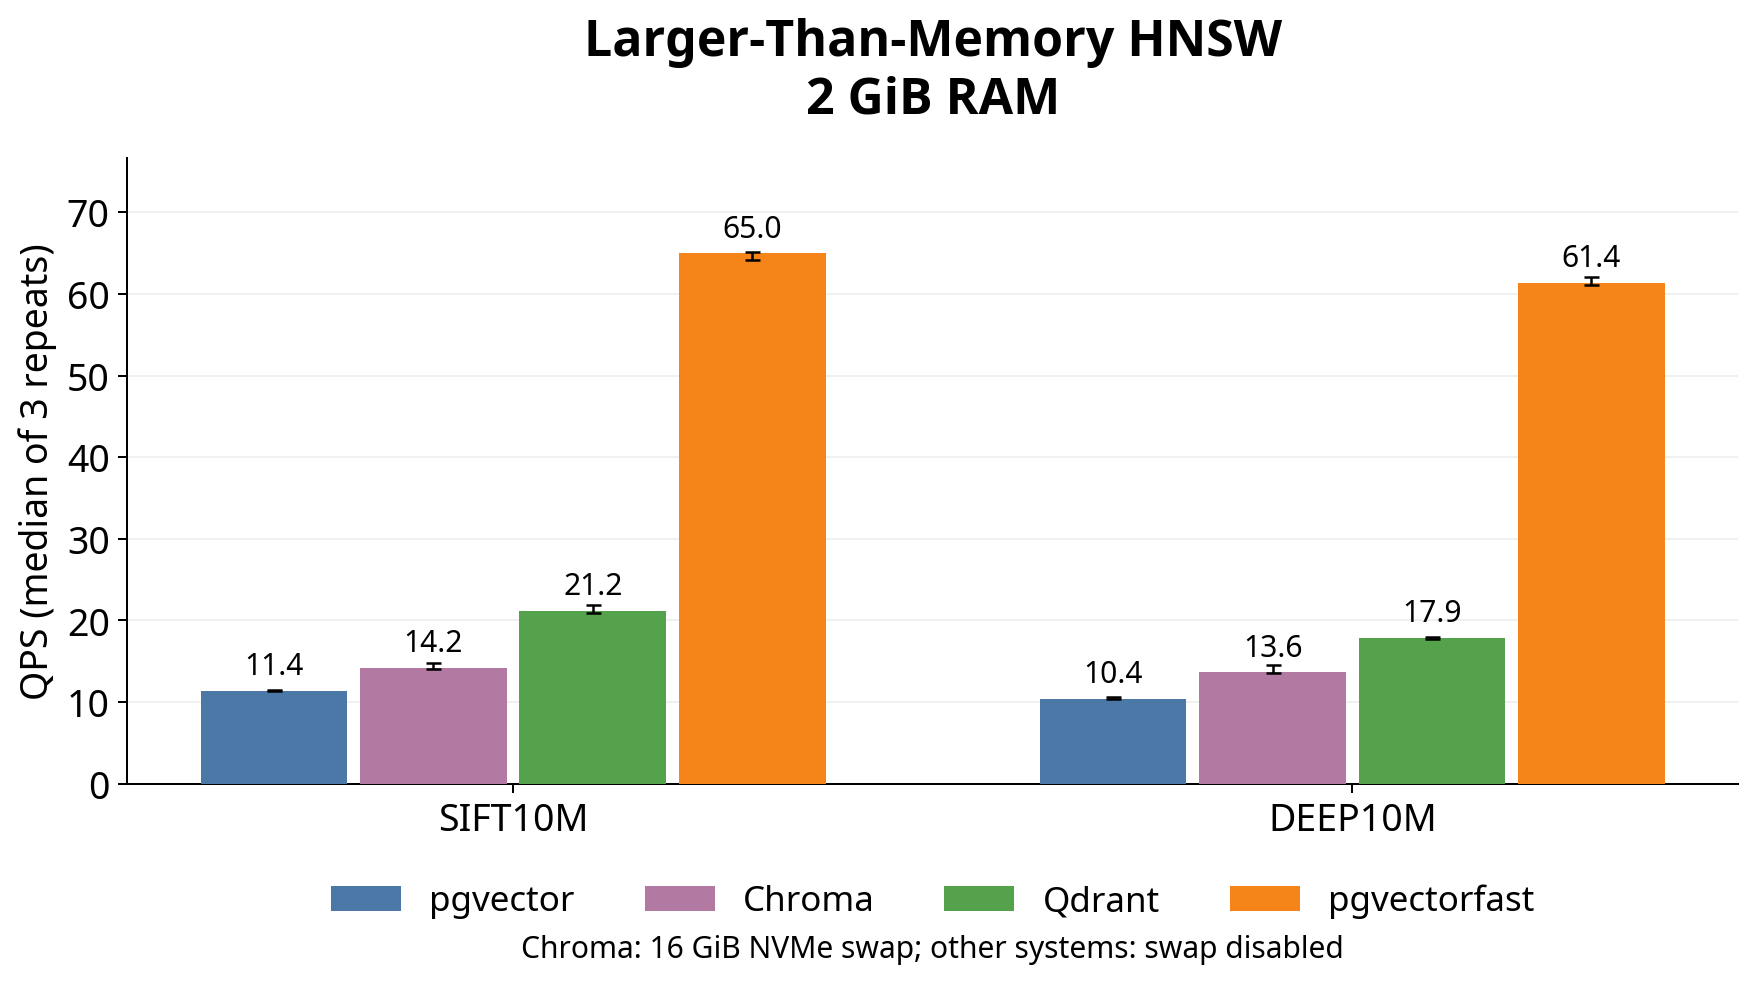 Larger-Than-Memory HNSW
2 GiB RAM
QPS (median of 3 repeats)
70
60
50
40
30
20
10
0
11.4
14.2
21.2
65.0
10.4
13.6
17.9
61.4
SIFT10M
DEEP10M
pgvector
Chroma
Qdrant
pgvectorfast
Chroma: 16 GiB NVMe swap; other systems: swap disabled